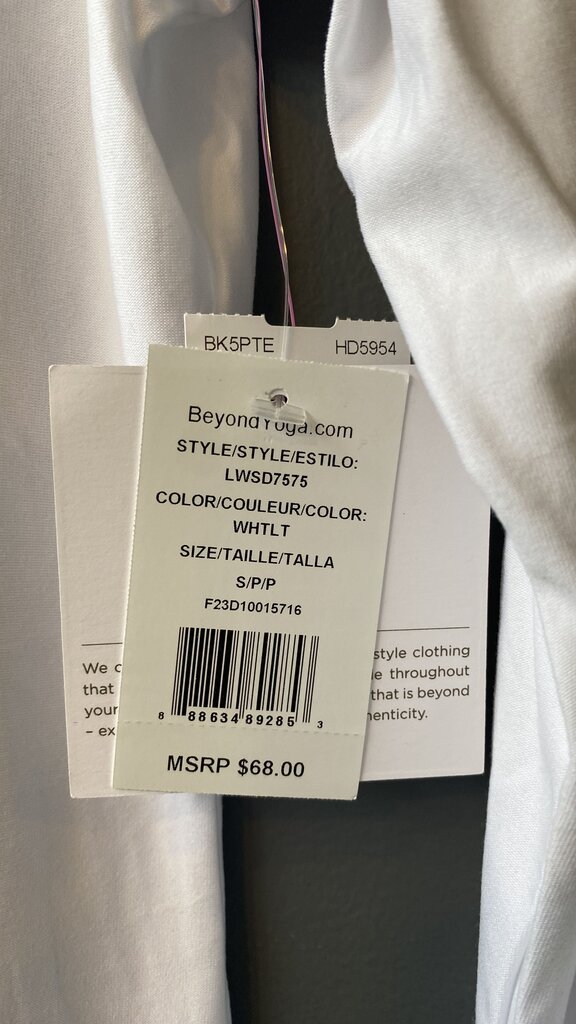 BK5PTE HD5954
BeyondYoga.com
STYLE/STYLE/ESTILO:
LWSD7575
COLOR/COULEUR/COLOR:
WHTLT
SIZE/TAILLE/TALLA
S/P/P
F23D10015716
8 88634 89285 3
MSRP $68.00
We
that
your
– ex
style clothing
throughout
that is beyond